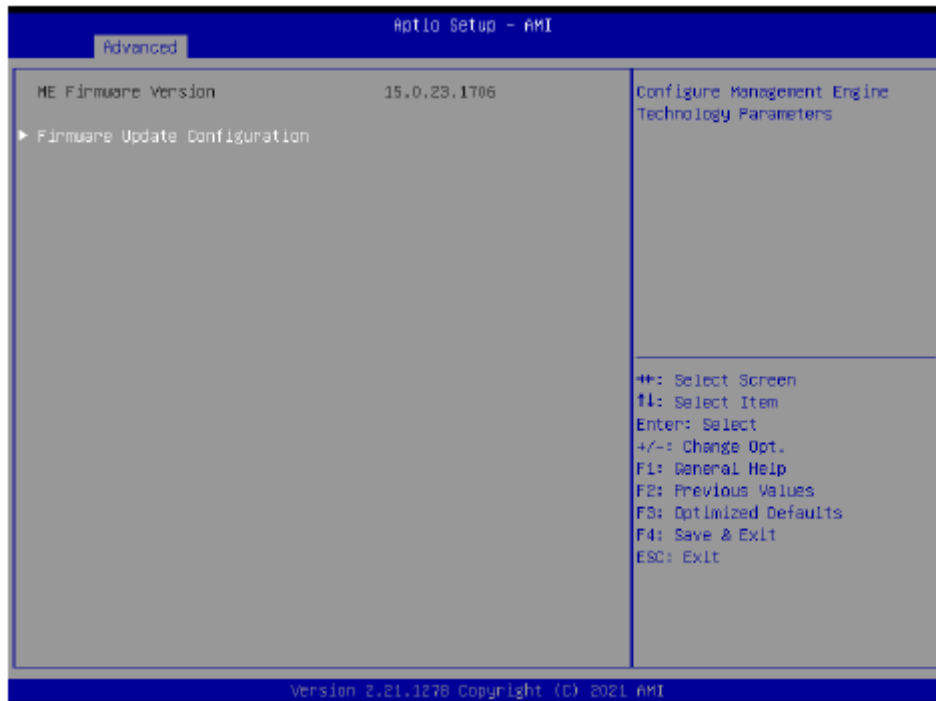 Aptio Setup - AMI
Advanced
ME Firmware Version 15.0.23.1706
► Firmware Update Configuration
Configure Management Engine
Technology Parameters
→←: Select Screen
↑↓: Select Item
Enter: Select
+/-: Change Opt.
F1: General Help
F2: Previous Values
F3: Optimized Defaults
F4: Save & Exit
ESC: Exit
Version 2.21.1278 Copyright (C) 2021 AMI